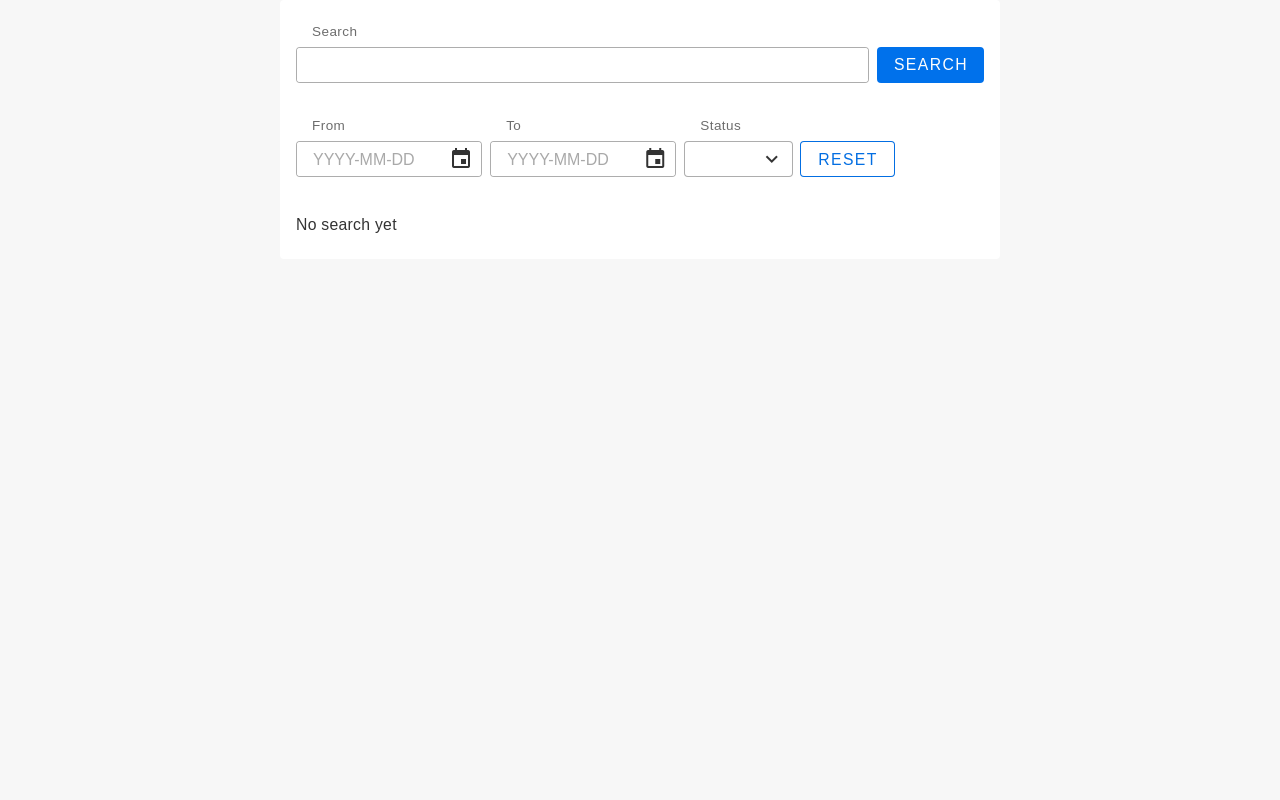 Search
SEARCH
From To Status
YYYY-MM-DD YYYY-MM-DD RESET
No search yet